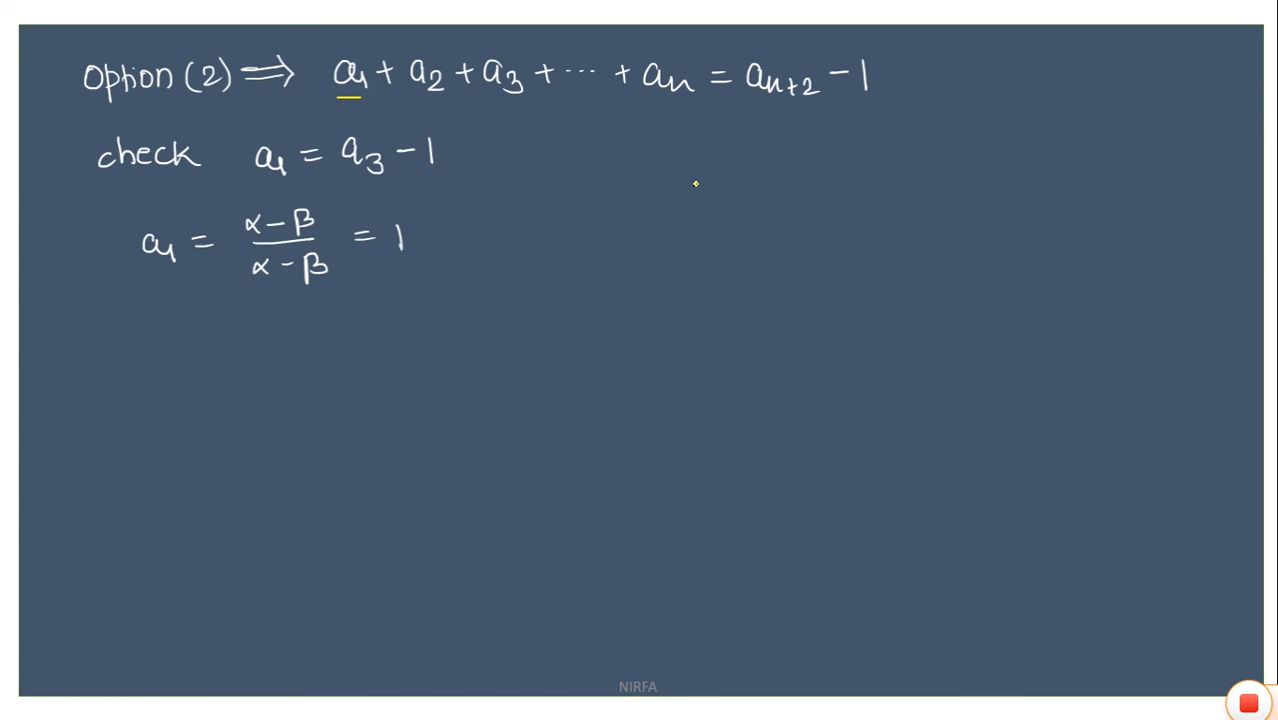 Option (2) ⟹ a₁ + a₂ + a₃ + ··· + aₙ = aₙ₊₂ − 1
check a₁ = a₃ − 1
a₁ = (α − β)/(α − β) = 1
NIRFA